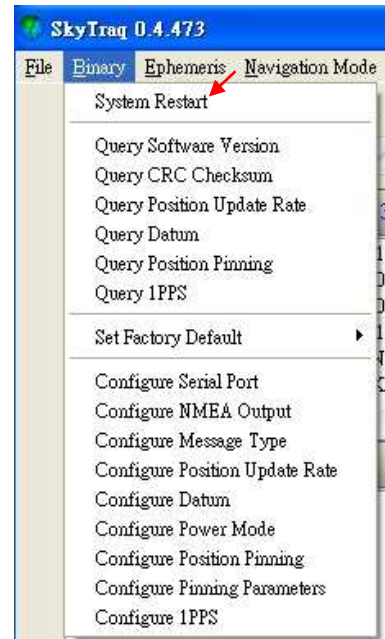 SkyTraq 0.4.473
File Binary Ephemeris Navigation Mode
System Restart
Query Software Version
Query CRC Checksum
Query Position Update Rate
Query Datum
Query Position Pinning
Query 1PPS
Set Factory Default
Configure Serial Port
Configure NMEA Output
Configure Message Type
Configure Position Update Rate
Configure Datum
Configure Power Mode
Configure Position Pinning
Configure Pinning Parameters
Configure 1PPS